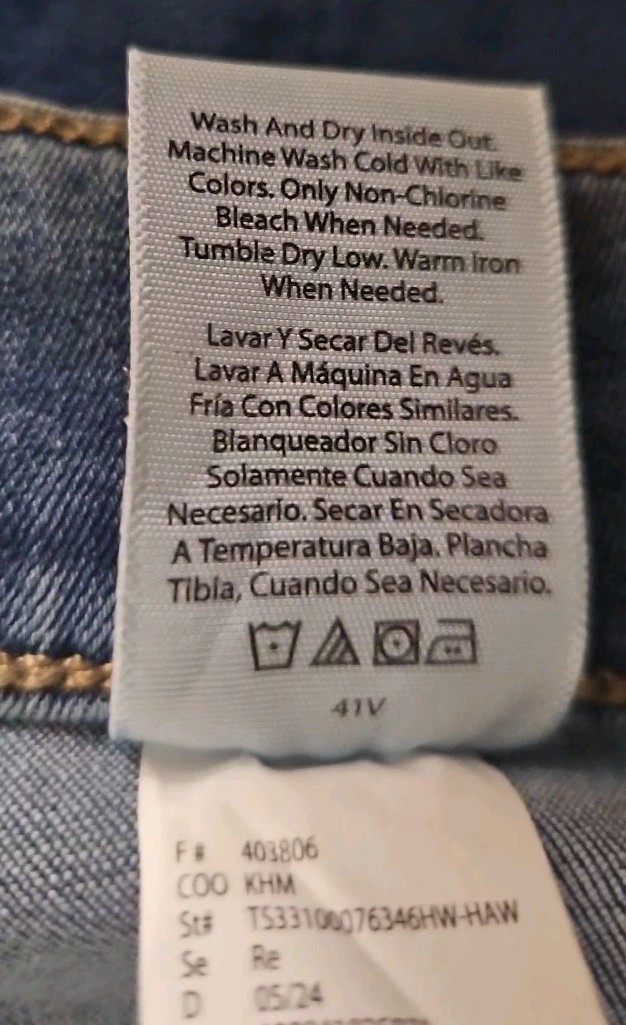 Wash And Dry Inside Out.
Machine Wash Cold With Like
Colors. Only Non-Chlorine
Bleach When Needed.
Tumble Dry Low. Warm Iron
When Needed.
Lavar Y Secar Del Revés.
Lavar A Máquina En Agua
Fría Con Colores Similares.
Blanqueador Sin Cloro
Solamente Cuando Sea
Necesario. Secar En Secadora
A Temperatura Baja. Plancha
Tibia, Cuando Sea Necesario.
41V
F # 403806
COO KHM
St# TS33100076346HW-HAW
Se Re
D 05/24